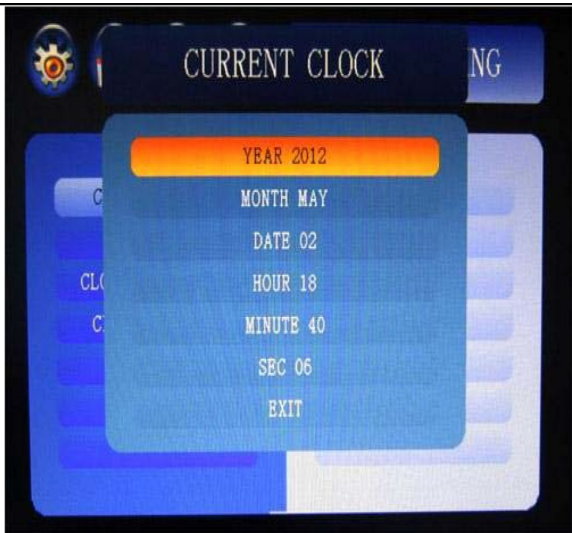 CURRENT CLOCK
NG
YEAR 2012
MONTH MAY
DATE 02
HOUR 18
MINUTE 40
SEC 06
EXIT